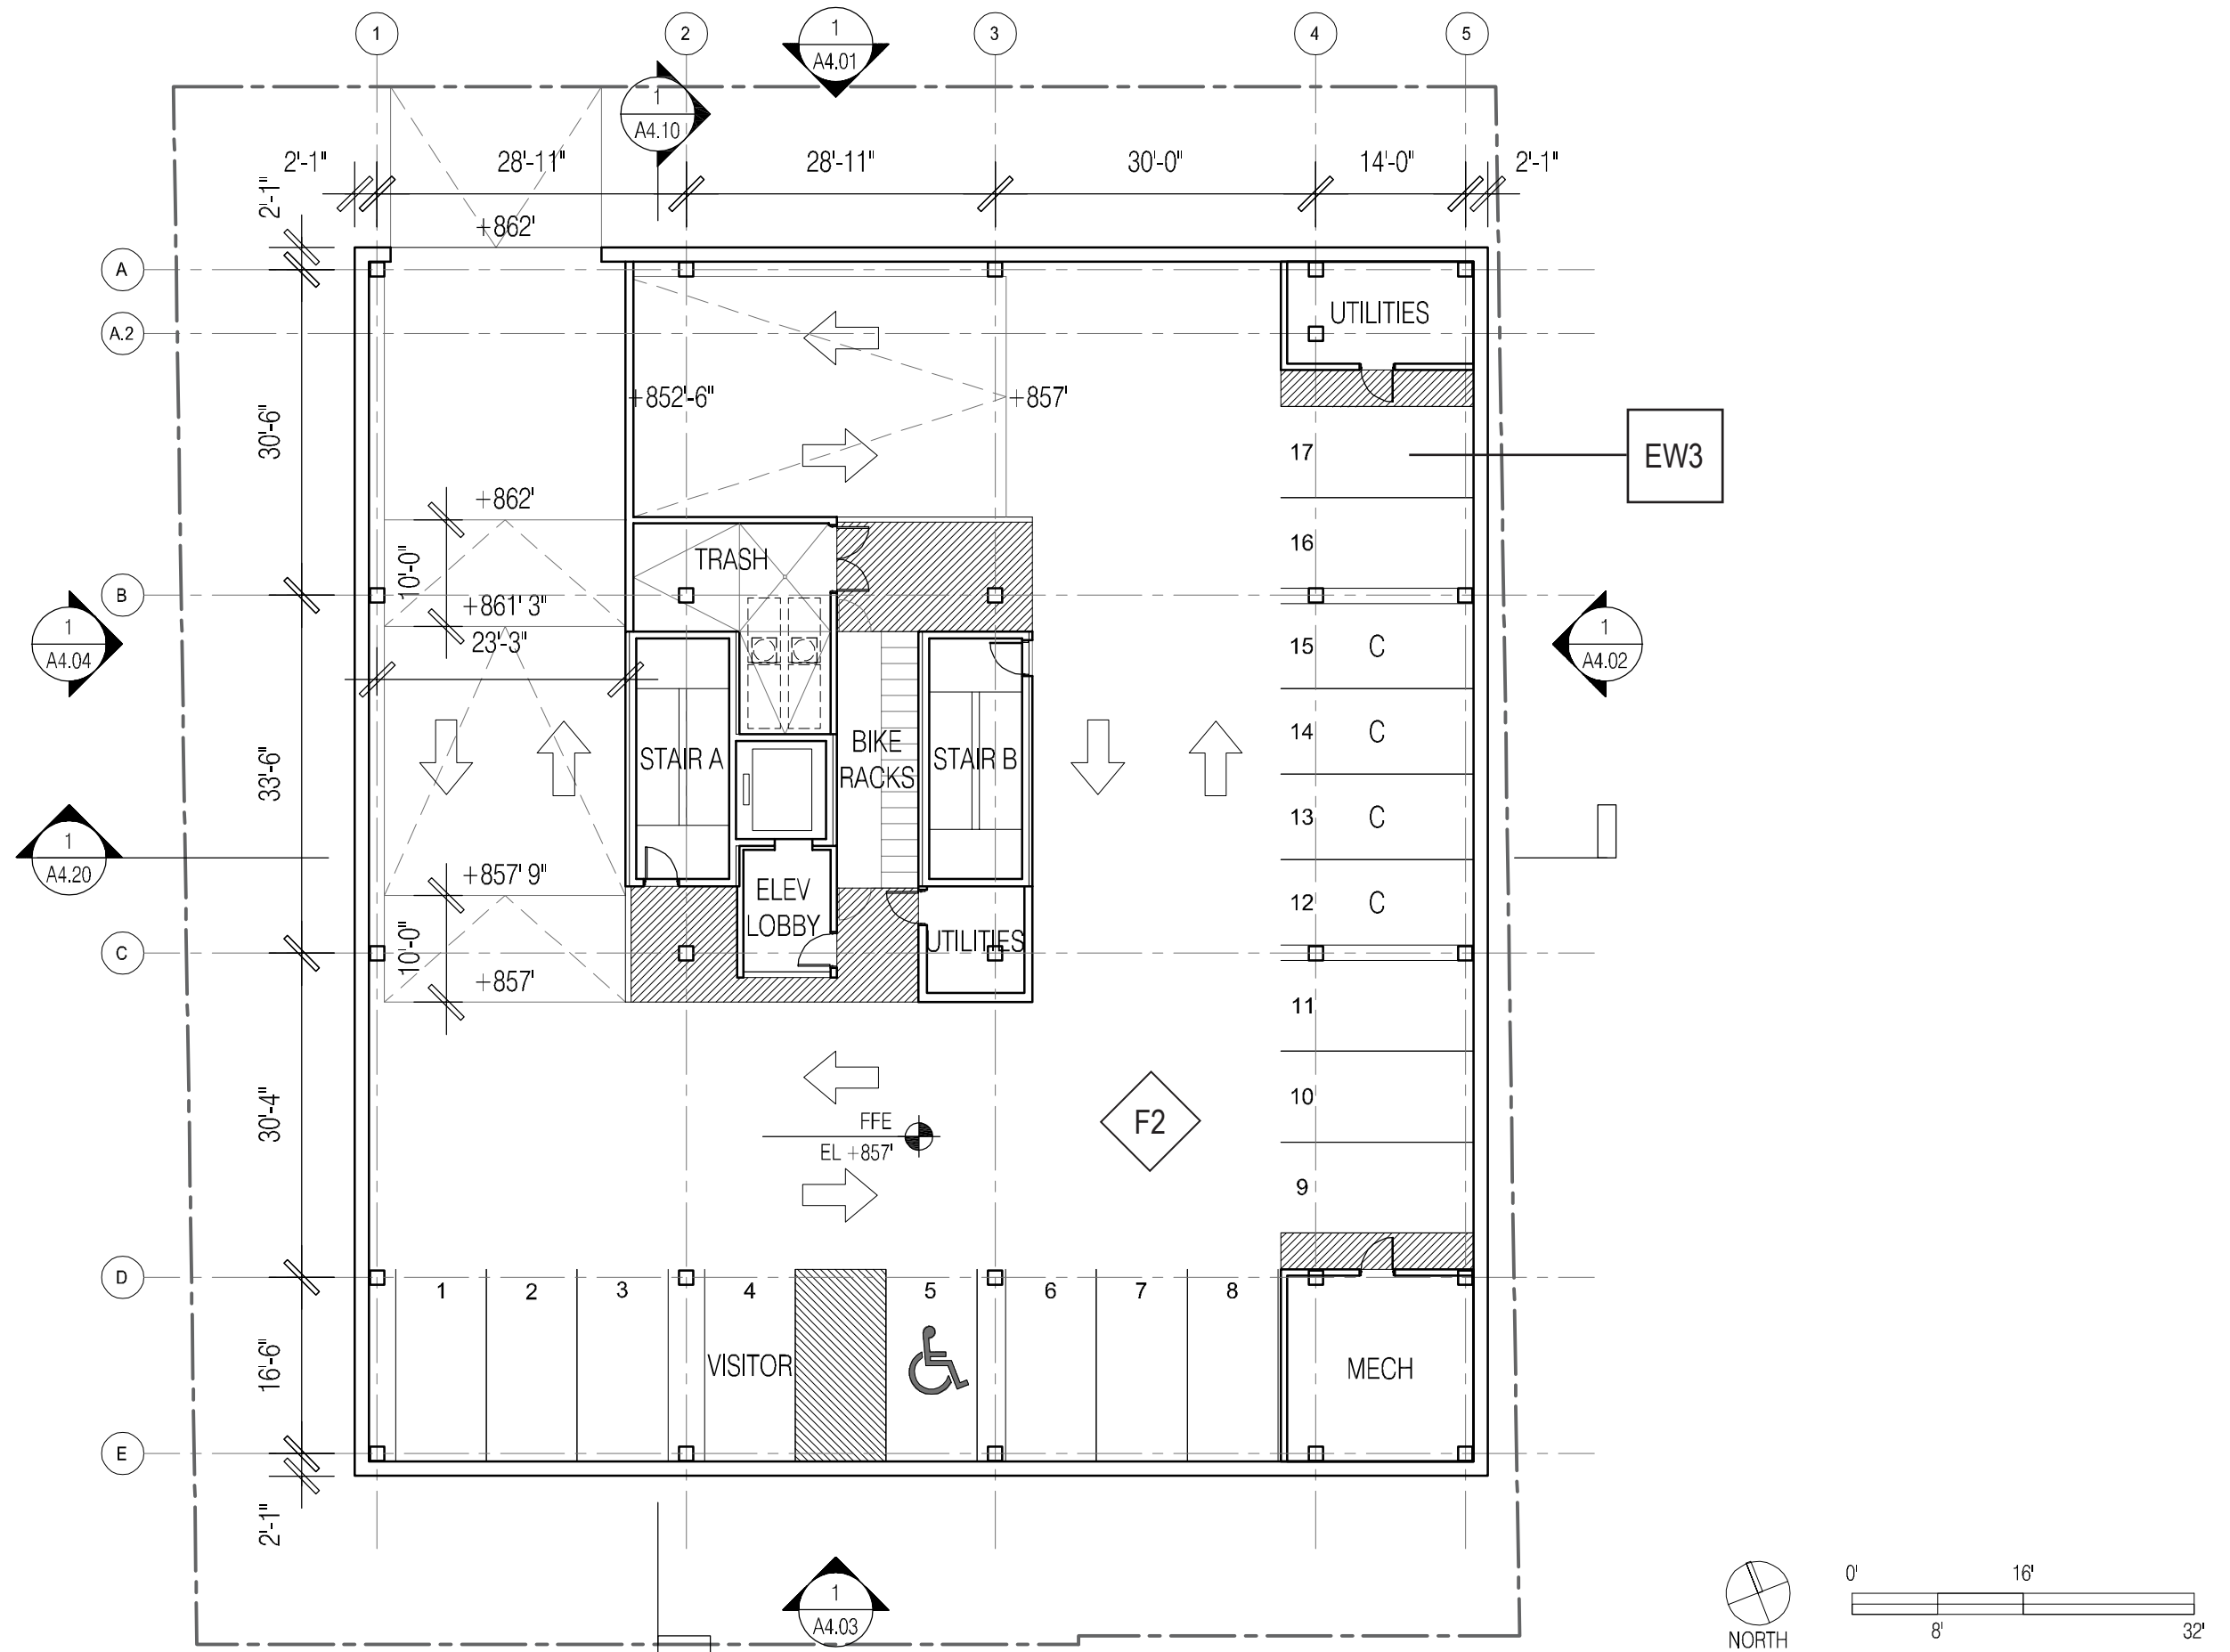 1
2
3
4
5
1
A4.01
1
A4.10
2'-1"
28'-11"
28'-11"
30'-0"
14'-0"
2'-1"
2'-1"
+862'
A
A.2
UTILITIES
+852'-6"
+857'
30'-6"
17
EW3
+862'
16
10'-0"
TRASH
B
+861' 3"
1
A4.04
23'-3"
15
C
1
A4.02
14
C
33'-6"
STAIR A
BIKE
RACKS
STAIR B
13
C
1
A4.20
+857' 9"
ELEV
LOBBY
12
C
10'-0"
UTILITIES
C
+857'
11
10
30'-4"
FFE
EL +857'
F2
9
D
1
2
3
4
5
6
7
8
16'-6"
VISITOR
MECH
E
2'-1"
1
A4.03
NORTH
0'
16'
8'
32'